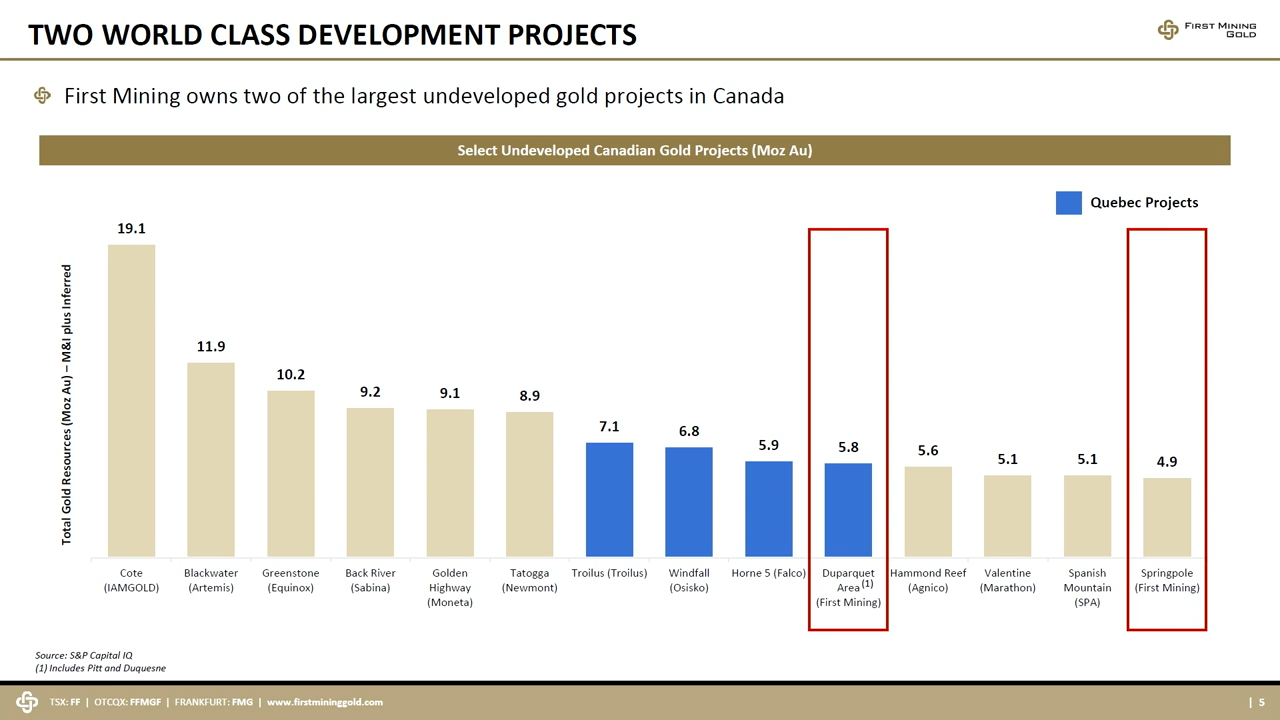 TWO WORLD CLASS DEVELOPMENT PROJECTS
FIRST MINING
GOLD
First Mining owns two of the largest undeveloped gold projects in Canada
Select Undeveloped Canadian Gold Projects (Moz Au)
Quebec Projects
Total Gold Resources (Moz Au) – M&I plus Inferred
19.1
11.9
10.2
9.2
9.1
8.9
7.1
6.8
5.9
5.8
5.6
5.1
5.1
4.9
Cote
(IAMGOLD)
Blackwater
(Artemis)
Greenstone
(Equinox)
Back River
(Sabina)
Golden
Highway
(Moneta)
Tatogga
(Newmont)
Troilus (Troilus)
Windfall
(Osisko)
Horne 5 (Falco)
Duparquet
Area (1)
(First Mining)
Hammond Reef
(Agnico)
Valentine
(Marathon)
Spanish
Mountain
(SPA)
Springpole
(First Mining)
Source: S&P Capital IQ
(1) Includes Pitt and Duquesne
TSX: FF | OTCQX: FFMGF | FRANKFURT: FMG | www.firstmininggold.com
| 5